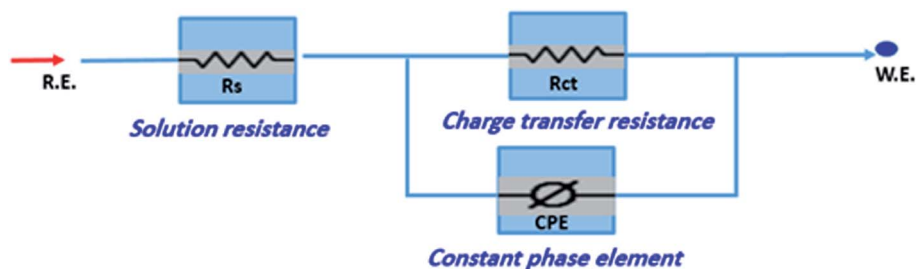 R.E.
Rs
Solution resistance
Rct
Charge transfer resistance
W.E.
CPE
Constant phase element